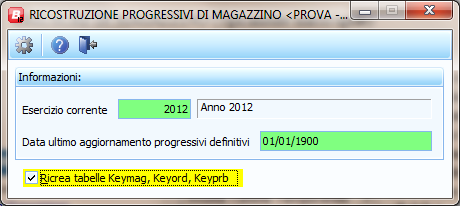 RICOSTRUZIONE PROGRESSIVI DI MAGAZZINO <PROVA -...
Informazioni:
Esercizio corrente 2012 Anno 2012
Data ultimo aggiornamento progressivi definitivi 01/01/1900
Ricrea tabelle Keymag, Keyord, Keyprb